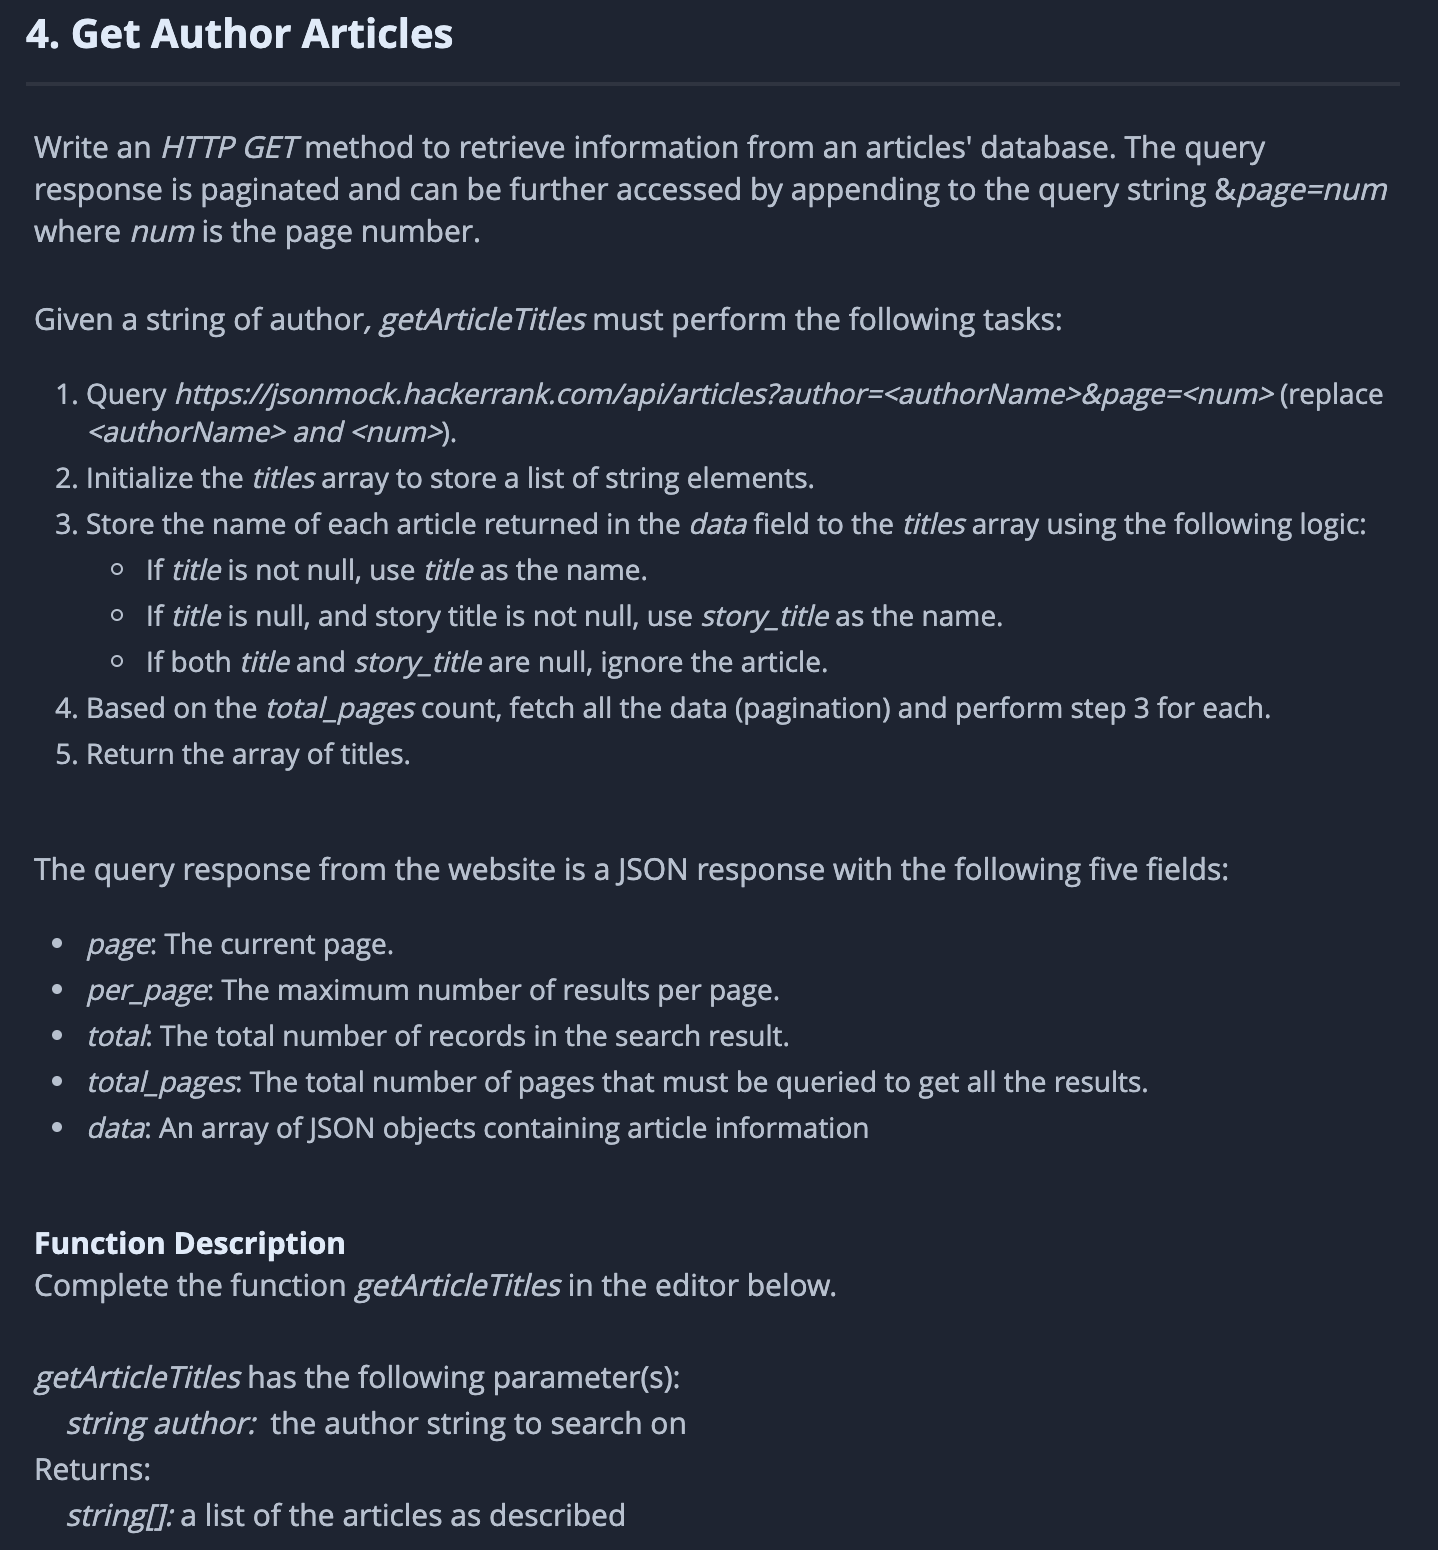 4. Get Author Articles
Write an HTTP GET method to retrieve information from an articles' database. The query
response is paginated and can be further accessed by appending to the query string &page=num
where num is the page number.
Given a string of author, getArticleTitles must perform the following tasks:
1. Query https://jsonmock.hackerrank.com/api/articles?author=<authorName>&page=<num> (replace
<authorName> and <num>).
2. Initialize the titles array to store a list of string elements.
3. Store the name of each article returned in the data field to the titles array using the following logic:
○ If title is not null, use title as the name.
○ If title is null, and story title is not null, use story_title as the name.
○ If both title and story_title are null, ignore the article.
4. Based on the total_pages count, fetch all the data (pagination) and perform step 3 for each.
5. Return the array of titles.
The query response from the website is a JSON response with the following five fields:
• page: The current page.
• per_page: The maximum number of results per page.
• total: The total number of records in the search result.
• total_pages: The total number of pages that must be queried to get all the results.
• data: An array of JSON objects containing article information
Function Description
Complete the function getArticleTitles in the editor below.
getArticleTitles has the following parameter(s):
string author: the author string to search on
Returns:
string[]: a list of the articles as described